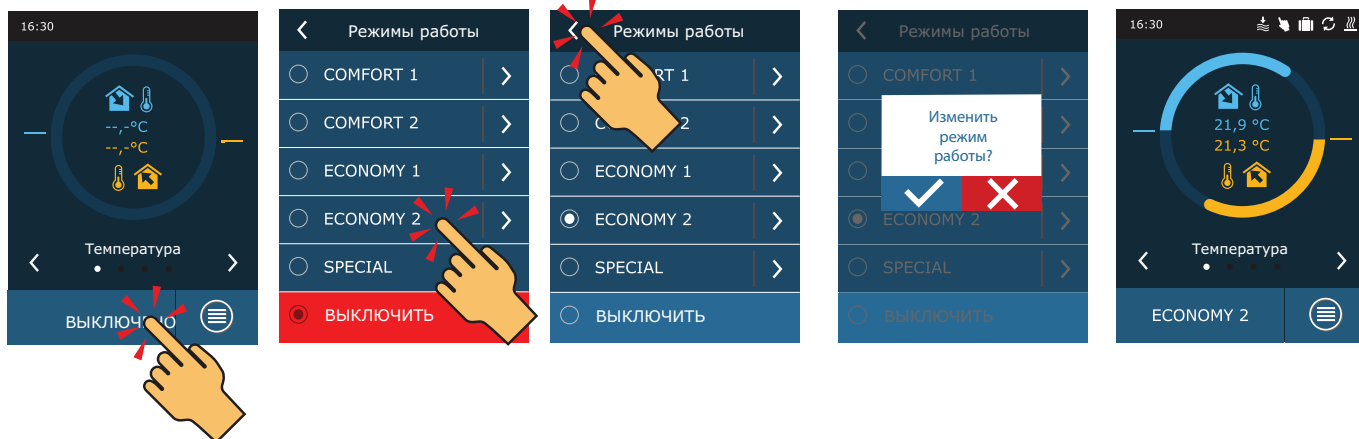 16:30
--,-°C
--,-°C
Температура
Режимы работы
COMFORT 1
COMFORT 2
ECONOMY 1
ECONOMY 2
SPECIAL
ВЫКЛЮЧИТЬ
Режимы работы
2
ECONOMY 1
ECONOMY 2
SPECIAL
ВЫКЛЮЧИТЬ
Режимы работы
COMFORT 1
Изменить
режим
работы?
ECONOMY 2
SPECIAL
ВЫКЛЮЧИТЬ
16:30
21,9 °C
21,3 °C
Температура
ECONOMY 2